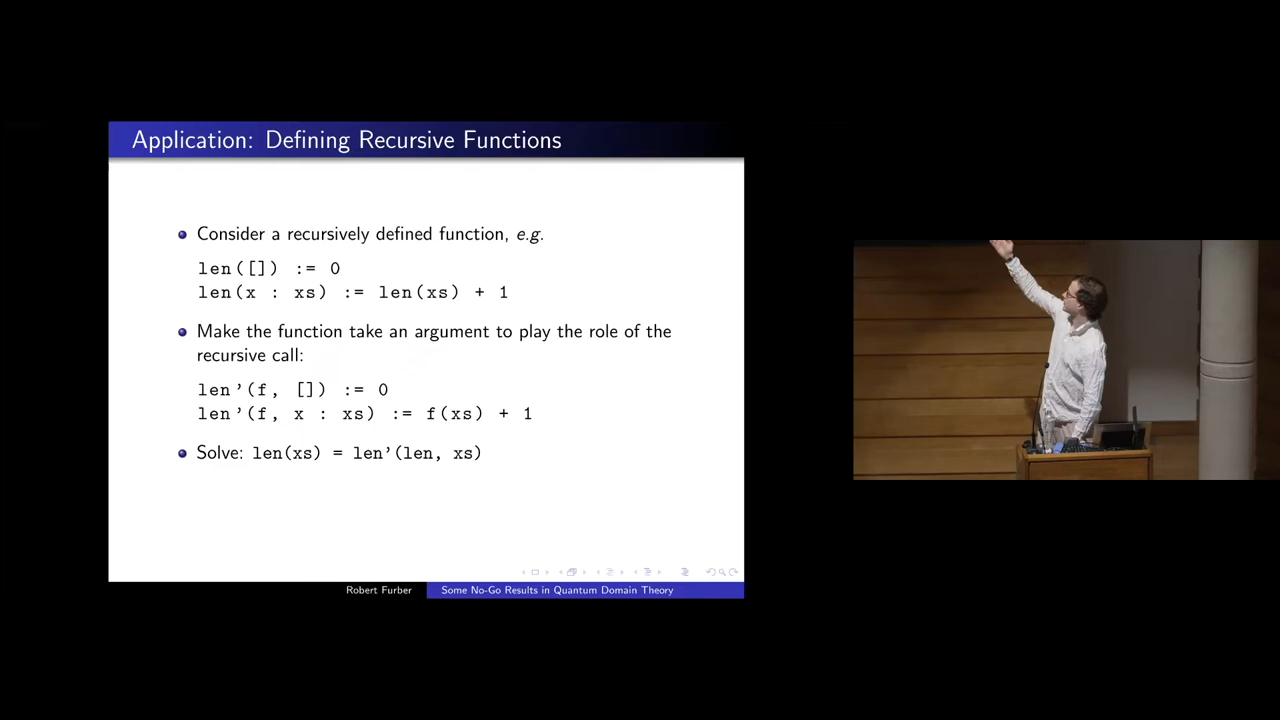 Application: Defining Recursive Functions
Consider a recursively defined function, e.g.
len([]) := 0
len(x : xs) := len(xs) + 1
Make the function take an argument to play the role of the
recursive call:
len’(f, []) := 0
len’(f, x : xs) := f(xs) + 1
Solve: len(xs) = len’(len, xs)
Robert Furber
Some No-Go Results in Quantum Domain Theory